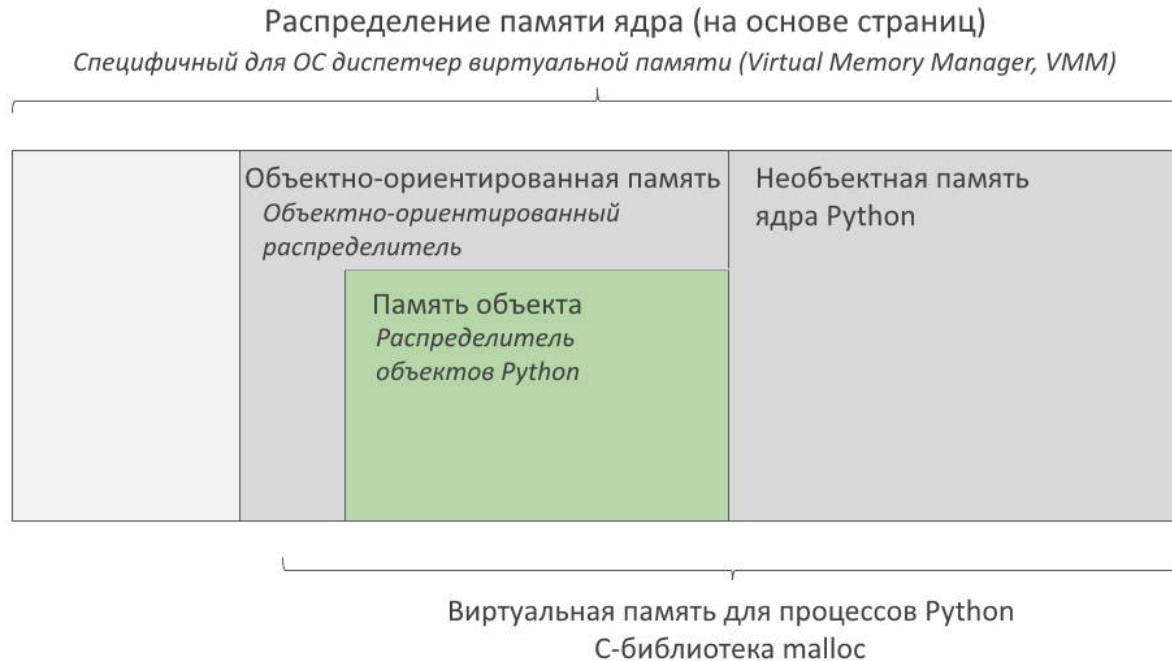 Распределение памяти ядра (на основе страниц)
Специфичный для ОС диспетчер виртуальной памяти (Virtual Memory Manager, VMM)
Объектно-ориентированная память
Объектно-ориентированный
распределитель
Необъектная память
ядра Python
Память объекта
Распределитель
объектов Python
Виртуальная память для процессов Python
С-библиотека malloc